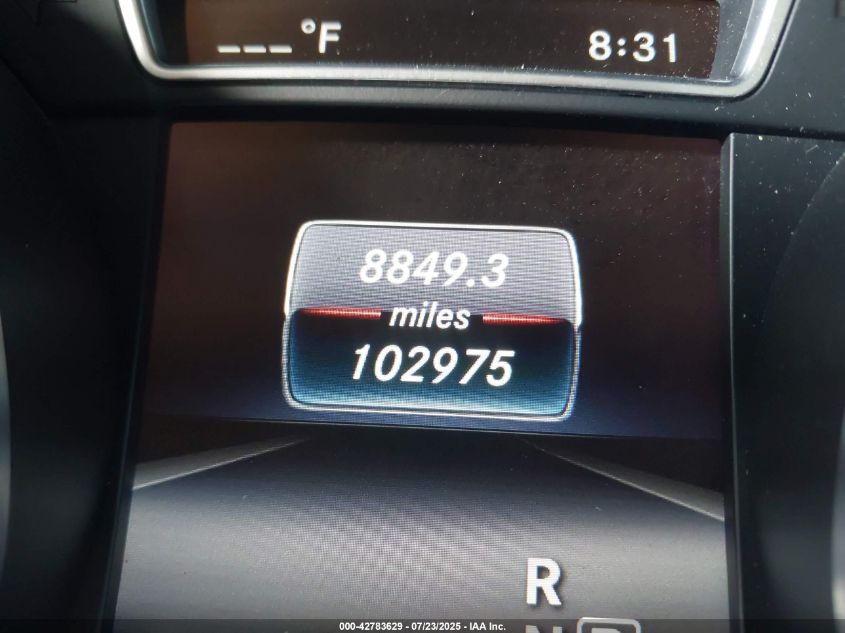 ___°F 8:31
8849.3
miles
102975
R
000-42783629 - 07/23/2025 - IAA Inc.